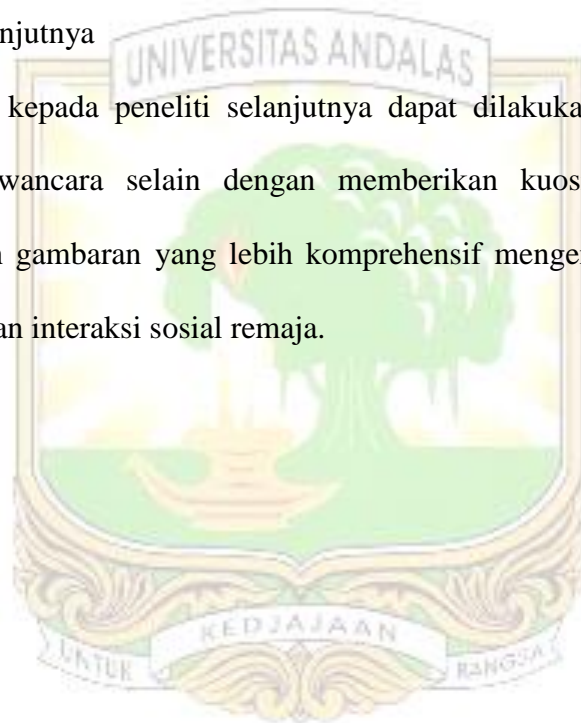 njutnya
UNIVERSITAS ANDALAS
kepada peneliti selanjutnya dapat dilakuka
wancara selain dengan memberikan kuos
gambaran yang lebih komprehensif menge
an interaksi sosial remaja.
KEDJAJAAN
UNTUK BANGSA